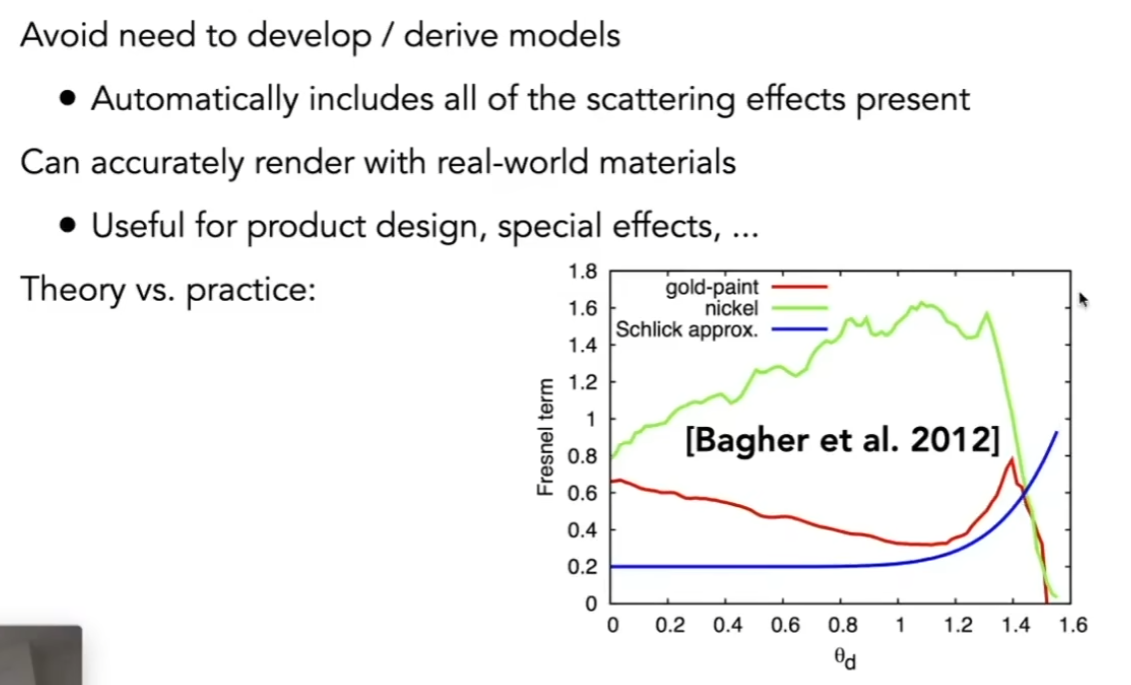 Avoid need to develop / derive models
• Automatically includes all of the scattering effects present
Can accurately render with real-world materials
• Useful for product design, special effects, ...
Theory vs. practice:
1.8
1.6
1.4
1.2
1
0.8
0.6
0.4
0.2
0
Fresnel term
gold-paint
nickel
Schlick approx.
[Bagher et al. 2012]
0 0.2 0.4 0.6 0.8 1 1.2 1.4 1.6
θd